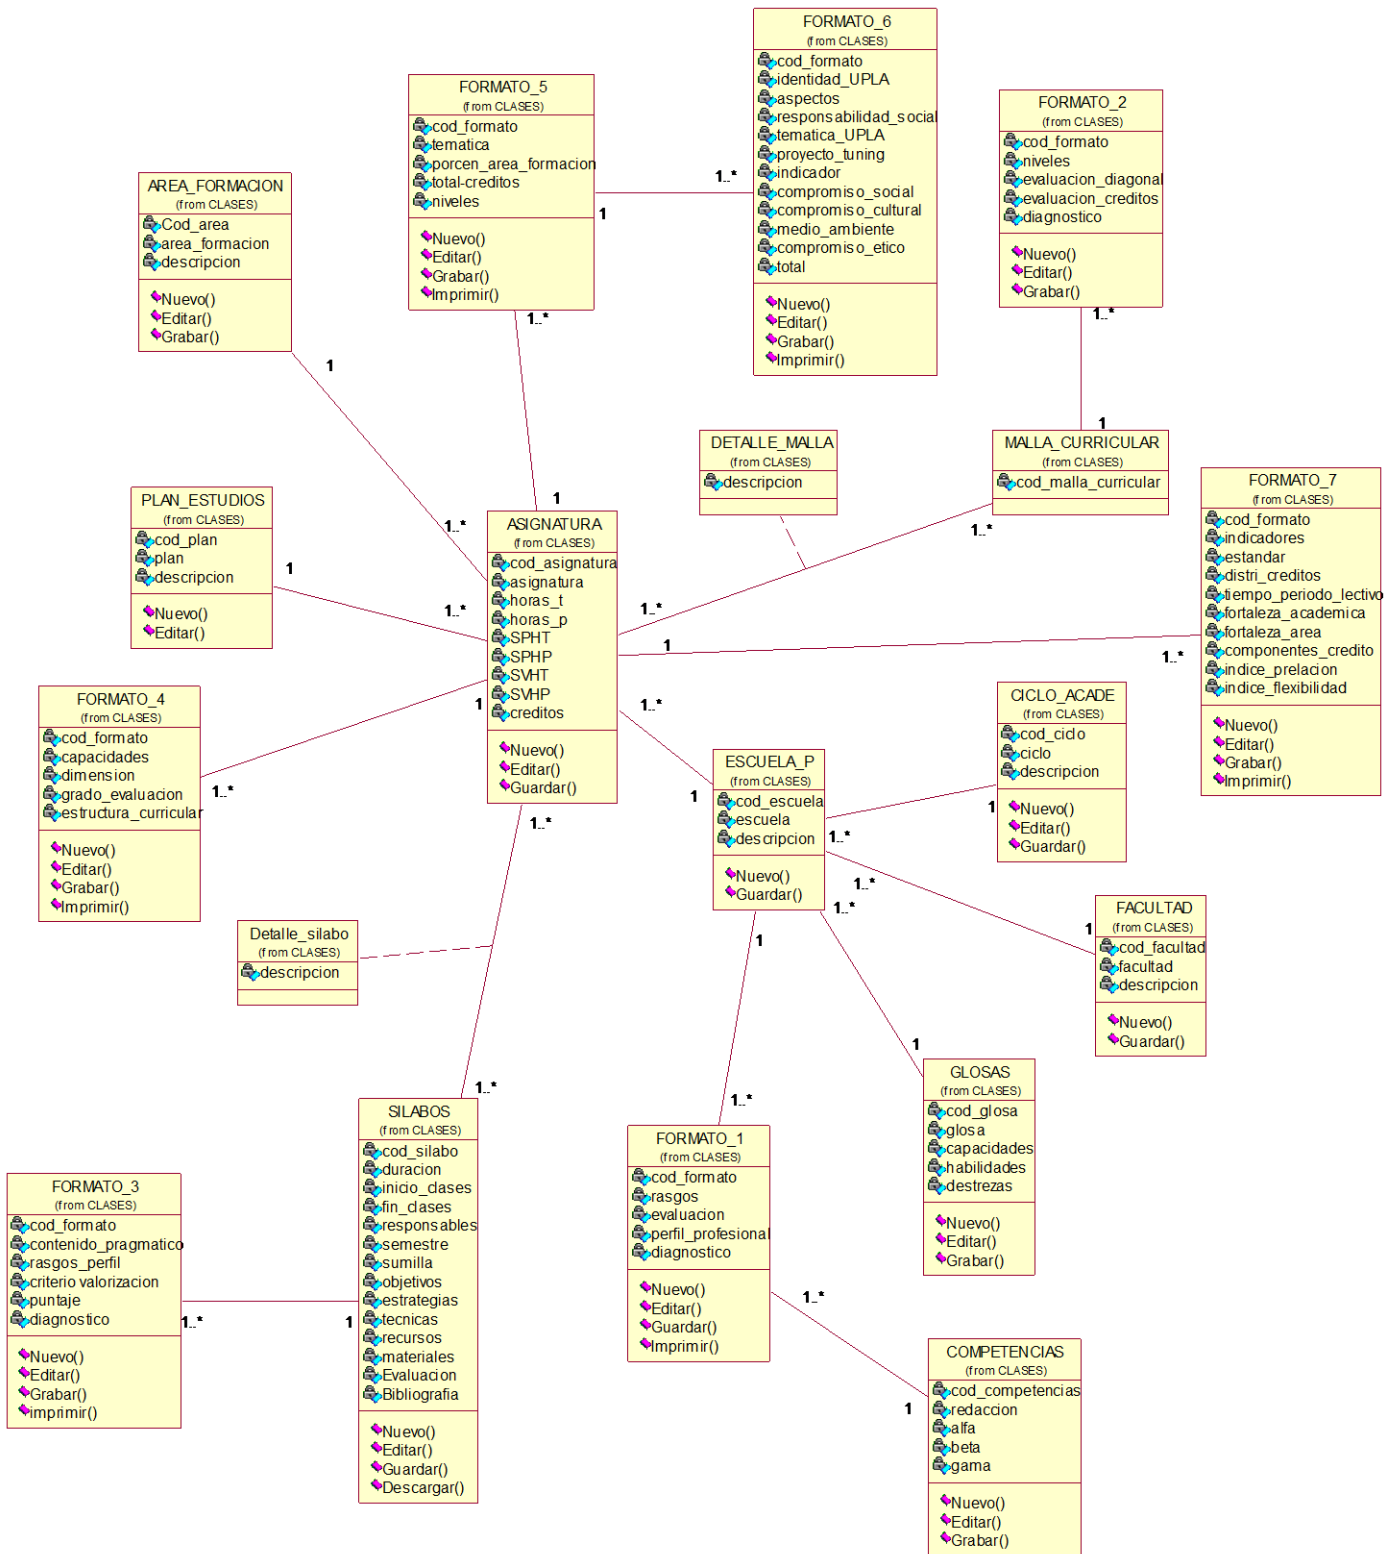 FORMATO_6
(from CLASES)
cod_formato
identidad_UPLA
aspectos
responsabilidad_social
tematica_UPLA
proyecto_tuning
indicador
compromiso_social
compromiso_cultural
medio_ambiente
compromiso_etico
total
Nuevo()
Editar()
Grabar()
Imprimir()
FORMATO_5
(from CLASES)
cod_formato
tematica
porcen_area_formacion
total-creditos
niveles
Nuevo()
Editar()
Grabar()
Imprimir()
1
1..*
1..*
1
FORMATO_2
(from CLASES)
cod_formato
niveles
evaluacion_diagonal
evaluacion_creditos
diagnostico
Nuevo()
Editar()
Grabar()
1..*
1
AREA_FORMACION
(from CLASES)
Cod_area
area_formacion
descripcion
Nuevo()
Editar()
Grabar()
1
1..*
DETALLE_MALLA
(from CLASES)
descripcion
MALLA_CURRICULAR
(from CLASES)
cod_malla_curricular
1..*
1..*
FORMATO_7
(from CLASES)
cod_formato
indicadores
estandar
distri_creditos
tiempo_periodo_lectivo
fortaleza_academica
fortaleza_area
componentes_credito
indice_prelacion
indice_flexibilidad
Nuevo()
Editar()
Grabar()
Imprimir()
1
1..*
PLAN_ESTUDIOS
(from CLASES)
cod_plan
plan
descripcion
Nuevo()
Editar()
1
1..*
ASIGNATURA
(from CLASES)
cod_asignatura
asignatura
horas_t
horas_p
SPHT
SPHP
SVHT
SVHP
creditos
Nuevo()
Editar()
Guardar()
1..*
1
FORMATO_4
(from CLASES)
cod_formato
capacidades
dimension
grado_evaluacion
estructura_curricular
Nuevo()
Editar()
Grabar()
Imprimir()
1
1..*
CICLO_ACADE
(from CLASES)
cod_ciclo
ciclo
descripcion
Nuevo()
Editar()
Guardar()
1
1..*
ESCUELA_P
(from CLASES)
cod_escuela
escuela
descripcion
Nuevo()
Guardar()
1..*
1..*
1
1..*
FACULTAD
(from CLASES)
cod_facultad
facultad
descripcion
Nuevo()
Guardar()
1
Detalle_silabo
(from CLASES)
descripcion
1..*
1..*
GLOSAS
(from CLASES)
cod_glosa
glosa
capacidades
habilidades
destrezas
Nuevo()
Editar()
Grabar()
1
SILABOS
(from CLASES)
cod_silabo
duracion
inicio_clases
fin_clases
responsables
semestre
sumilla
objetivos
estrategias
tecnicas
recursos
materiales
Evaluacion
Bibliografia
Nuevo()
Editar()
Guardar()
Descargar()
FORMATO_1
(from CLASES)
cod_formato
rasgos
evaluacion
perfil_profesional
diagnostico
Nuevo()
Editar()
Guardar()
Imprimir()
1..*
1
FORMATO_3
(from CLASES)
cod_formato
contenido_pragmatico
rasgos_perfil
criterio valorizacion
puntaje
diagnostico
Nuevo()
Editar()
Grabar()
imprimir()
1..*
1
COMPETENCIAS
(from CLASES)
cod_competencias
redaccion
alfa
beta
gama
Nuevo()
Editar()
Grabar()